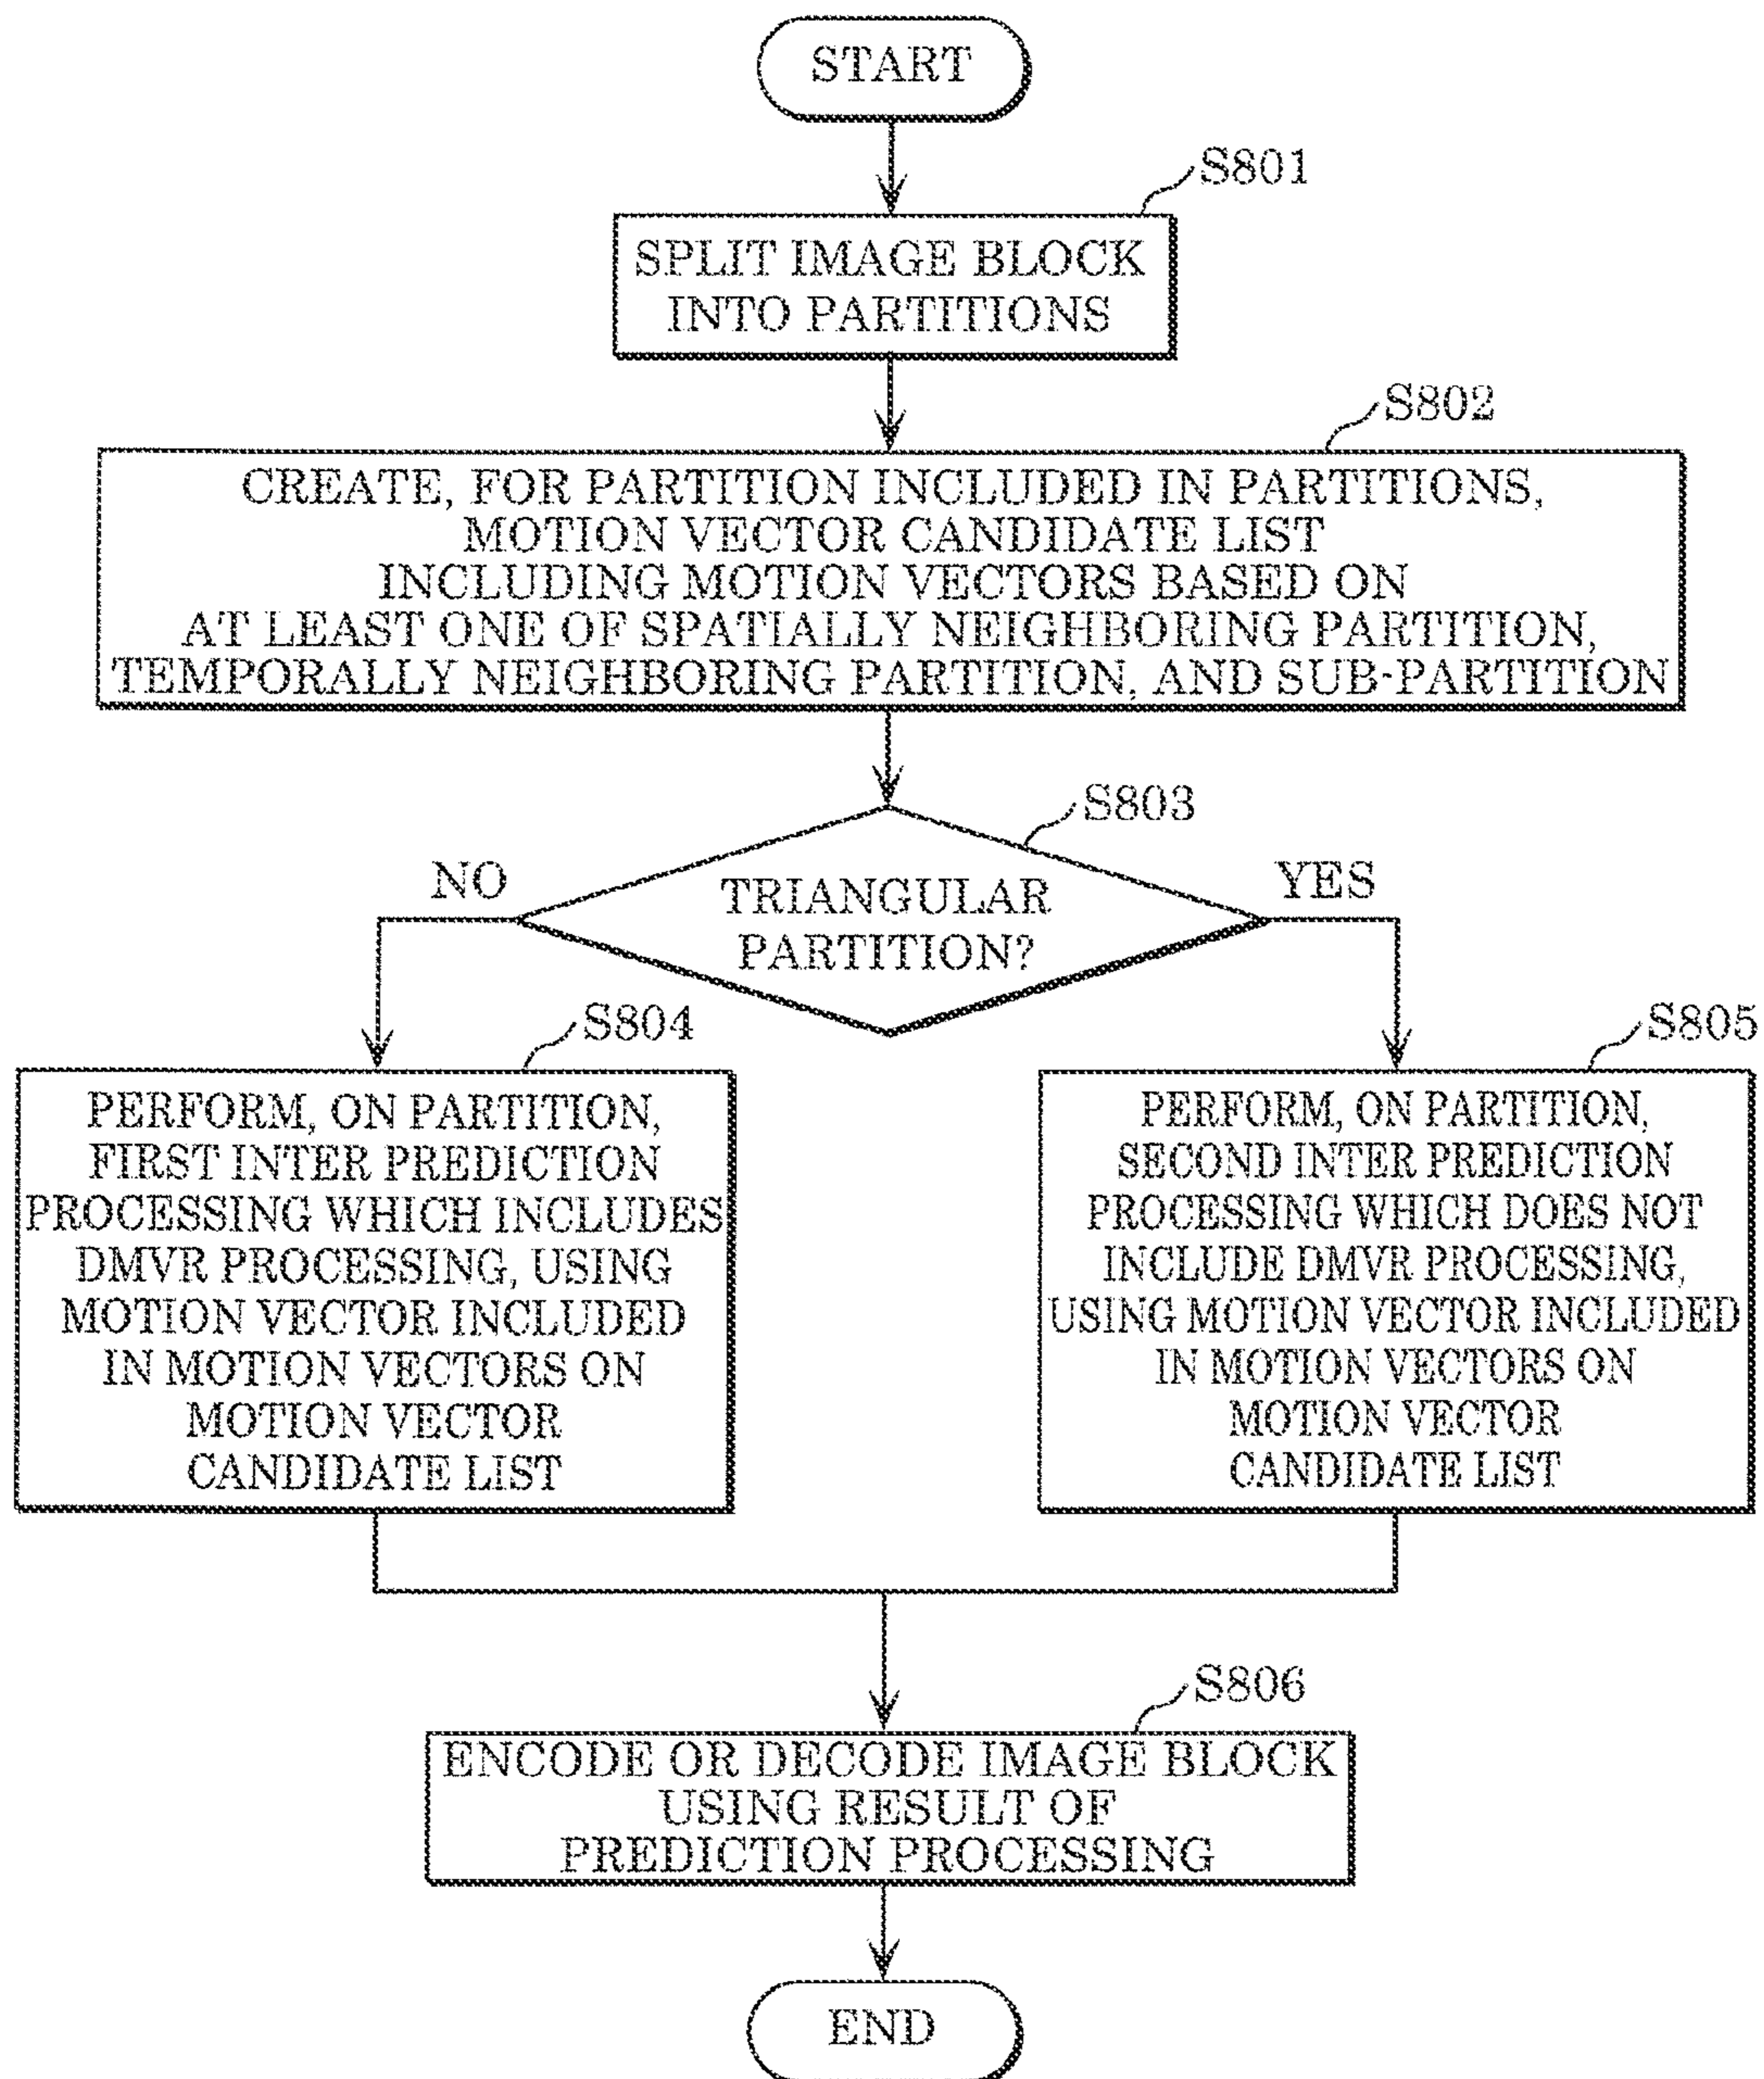 START
S801
SPLIT IMAGE BLOCK
INTO PARTITIONS
S802
CREATE, FOR PARTITION INCLUDED IN PARTITIONS,
MOTION VECTOR CANDIDATE LIST
INCLUDING MOTION VECTORS BASED ON
AT LEAST ONE OF SPATIALLY NEIGHBORING PARTITION,
TEMPORALLY NEIGHBORING PARTITION, AND SUB-PARTITION
S803
NO
YES
TRIANGULAR
PARTITION?
S804
PERFORM, ON PARTITION,
FIRST INTER PREDICTION
PROCESSING WHICH INCLUDES
DMVR PROCESSING, USING
MOTION VECTOR INCLUDED
IN MOTION VECTORS ON
MOTION VECTOR
CANDIDATE LIST
S805
PERFORM, ON PARTITION,
SECOND INTER PREDICTION
PROCESSING WHICH DOES NOT
INCLUDE DMVR PROCESSING,
USING MOTION VECTOR INCLUDED
IN MOTION VECTORS ON
MOTION VECTOR
CANDIDATE LIST
S806
ENCODE OR DECODE IMAGE BLOCK
USING RESULT OF
PREDICTION PROCESSING
END